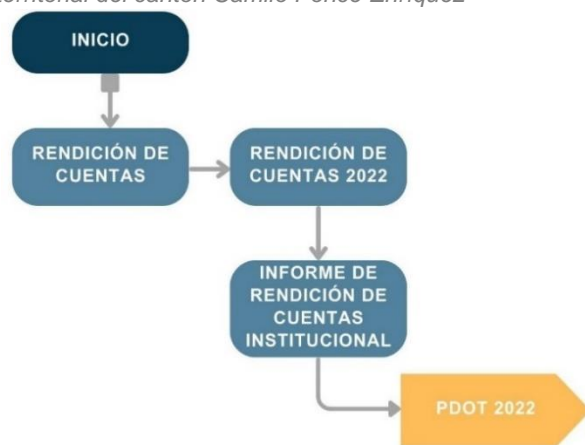 territorial del cantón Camilo Ponce Enríquez
INICIO
RENDICIÓN DE
CUENTAS
RENDICIÓN DE
CUENTAS 2022
INFORME DE
RENDICIÓN DE
CUENTAS
INSTITUCIONAL
PDOT 2022